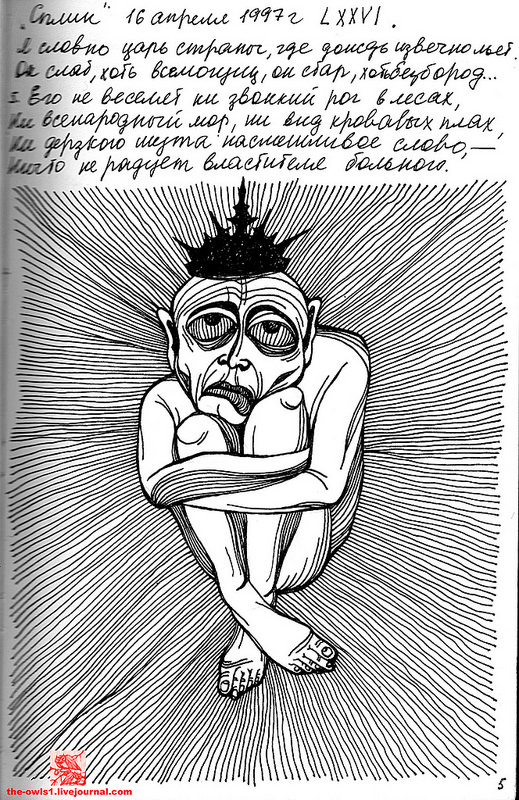 "Сплин" 16 апреля 1997 г LXXVI.
Я словно царь страны, где дождь извечно льет.
Он слаб, хоть всемогущ, он стар, хоть безбород...
Его не веселят ни звонкий рог в лесах,
Ни всенародный мор, ни вид кровавых плах,
Ни дерзкого шута насмешливое слово, —
Ничто не радует властителя больного.
5
the-owls1.livejournal.com